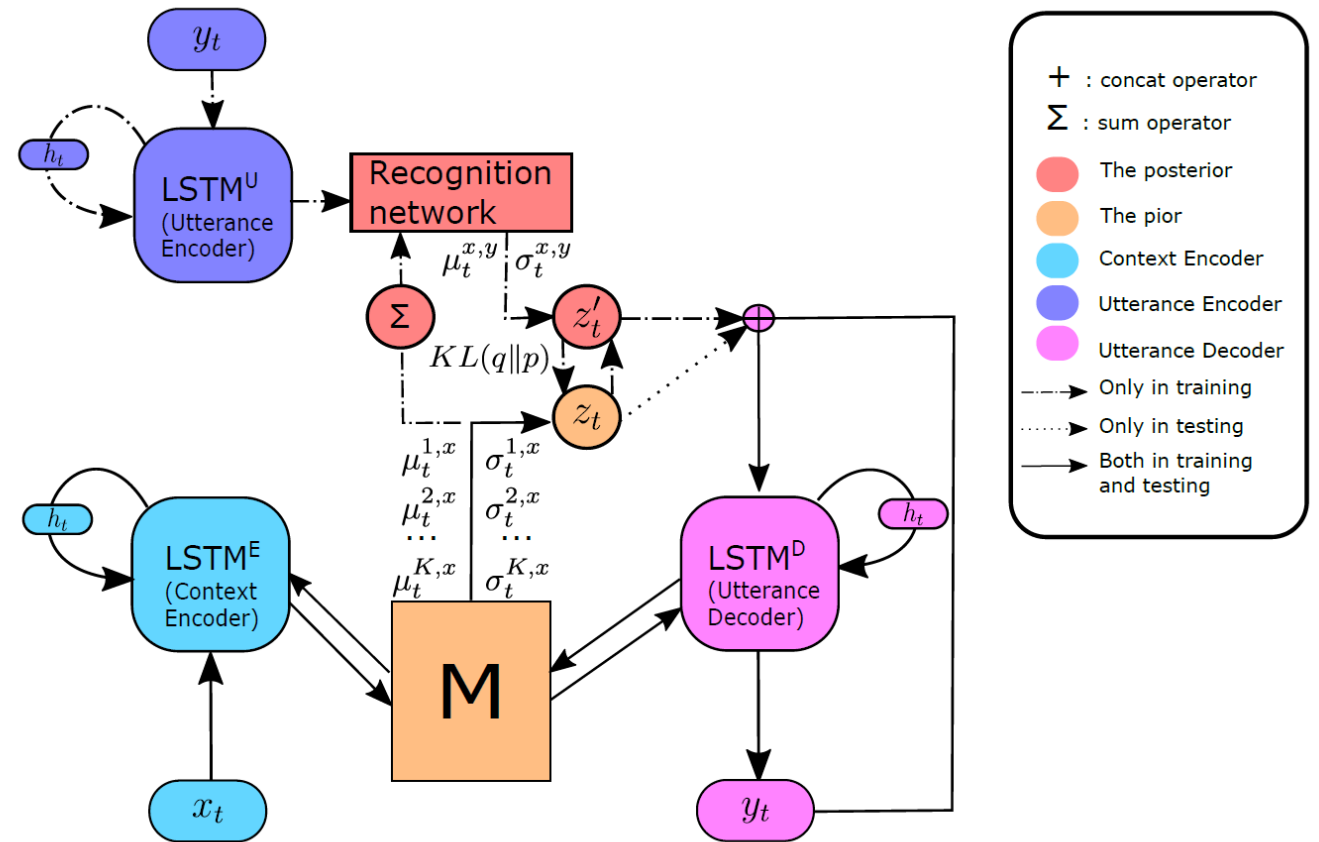 y_t
h_t
LSTM^U
(Utterance
Encoder)
Recognition
network
μ_t^{x,y} σ_t^{x,y}
Σ
z'_t
+
KL(q||p)
z_t
μ_t^{1,x} σ_t^{1,x}
μ_t^{2,x} σ_t^{2,x}
... ...
μ_t^{K,x} σ_t^{K,x}
h_t
LSTM^E
(Context
Encoder)
M
h_t
LSTM^D
(Utterance
Decoder)
x_t
y_t
+ : concat operator
Σ : sum operator
The posterior
The pior
Context Encoder
Utterance Encoder
Utterance Decoder
Only in training
Only in testing
Both in training
and testing